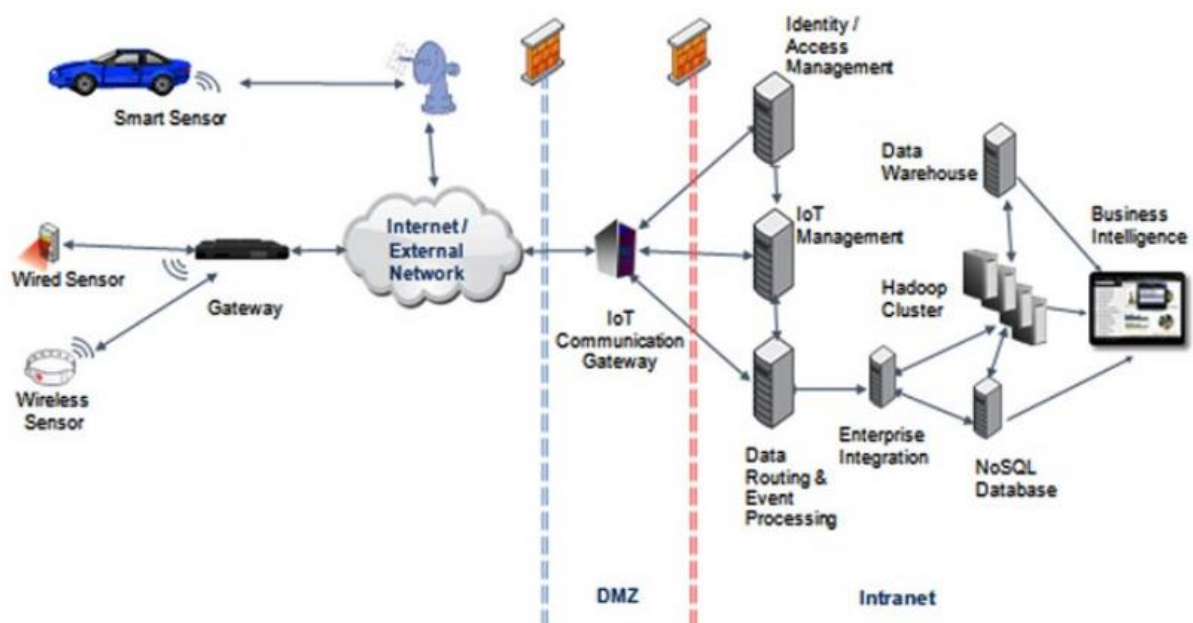 Smart Sensor
Wired Sensor
Wireless
Sensor
Gateway
Internet /
External
Network
IoT
Communication
Gateway
Identity /
Access
Management
IoT
Management
Data
Routing &
Event
Processing
Enterprise
Integration
Data
Warehouse
Hadoop
Cluster
NoSQL
Database
Business
Intelligence
DMZ
Intranet